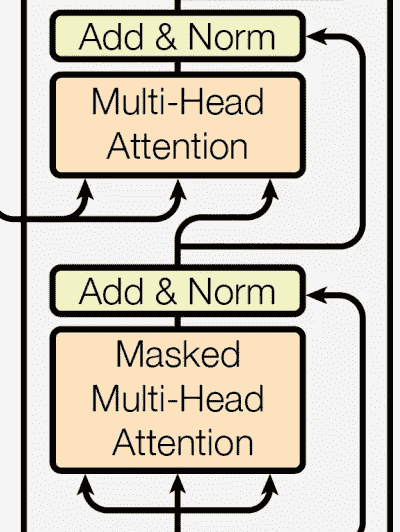 Add & Norm
Multi-Head
Attention
Add & Norm
Masked
Multi-Head
Attention